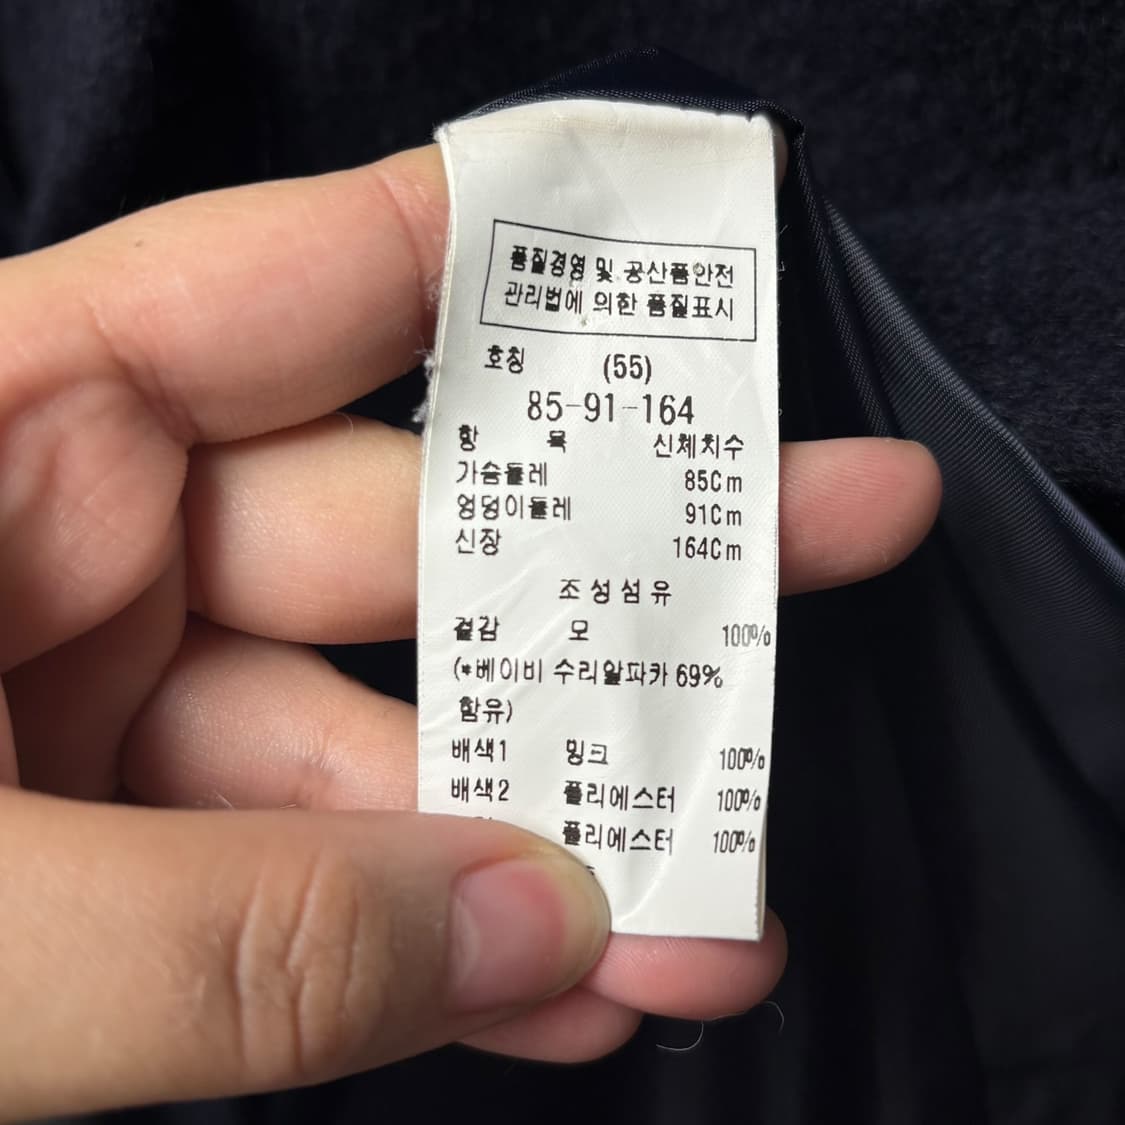 품질경영 및 공산품안전
관리법에 의한 품질표시
호칭 (55)
85-91-164
항 목 신체치수
가슴둘레 85Cm
엉덩이둘레 91Cm
신장 164Cm
조성섬유
겉감 모 100%
(*베이비 수리알파카 69%
함유)
배색1 밍크 100%
배색2 폴리에스터 100%
폴리에스터 100%